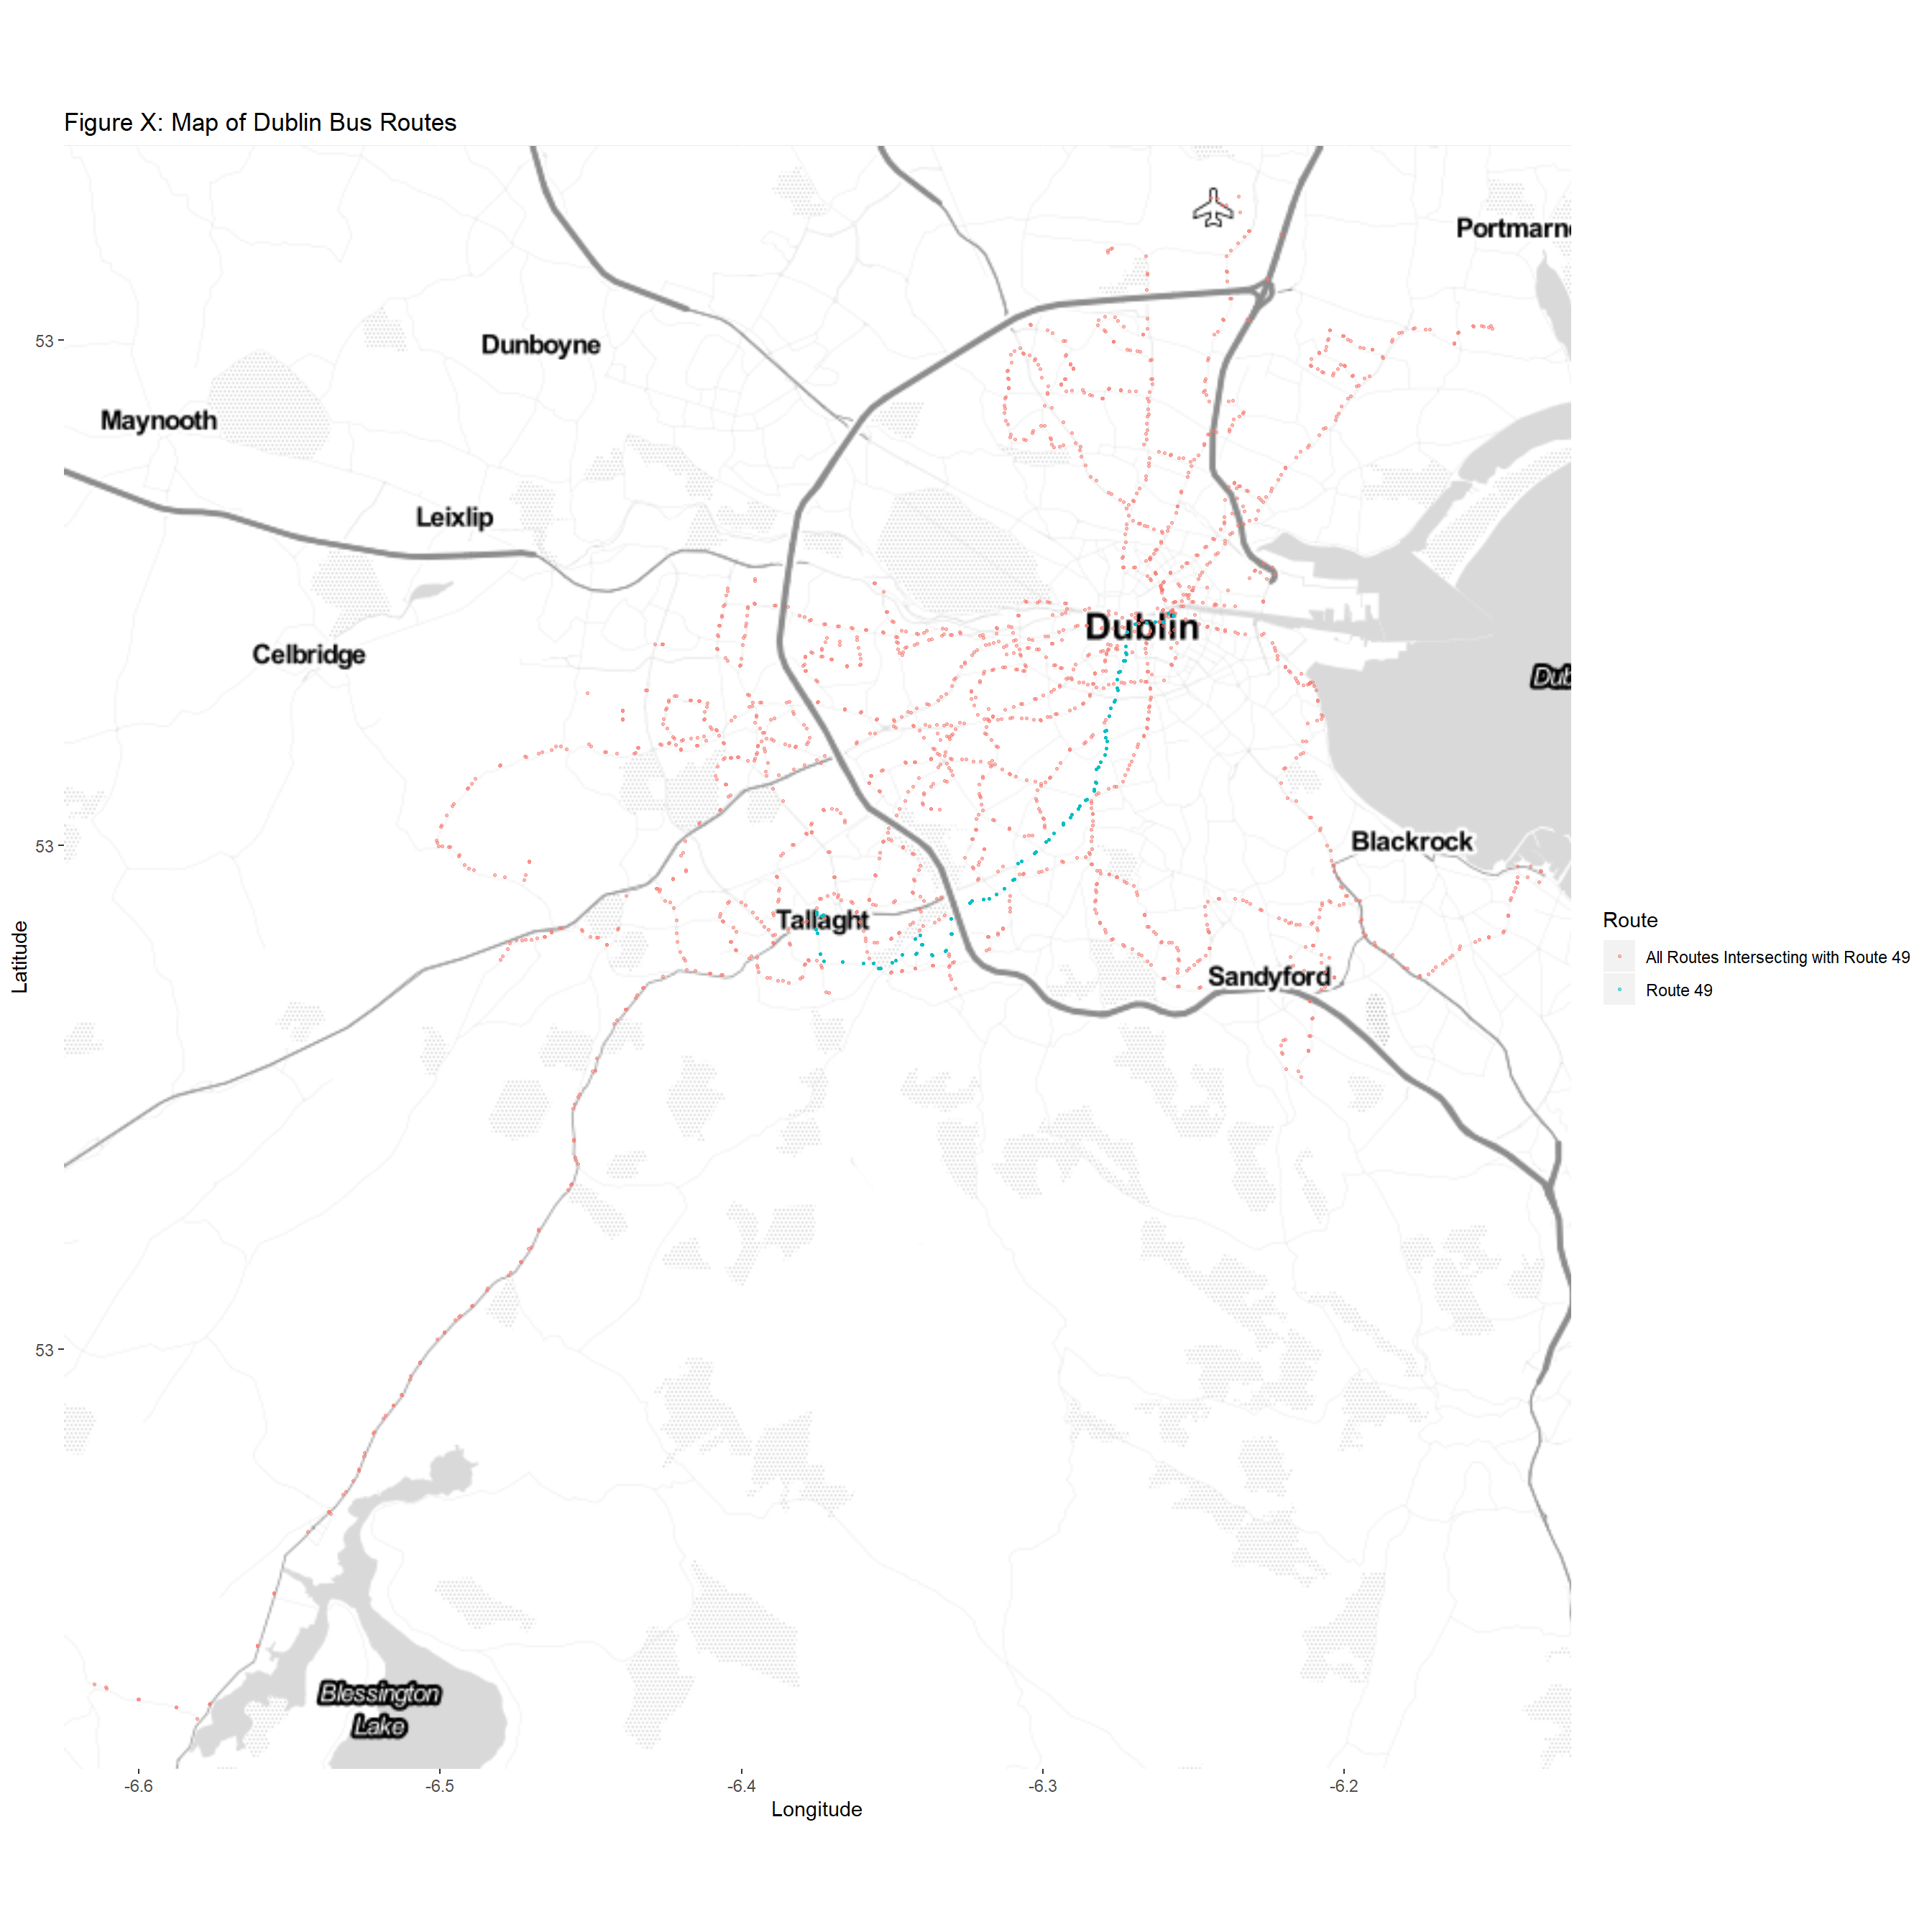 Figure X: Map of Dublin Bus Routes
Portmarn
53
Dunboyne
Maynooth
Leixlip
Dublin
Celbridge
Dub
53
Blackrock
Tallaght
Sandyford
Latitude
Route
All Routes Intersecting with Route 49
Route 49
53
Blessington
Lake
-6.6
-6.5
-6.4
-6.3
-6.2
Longitude